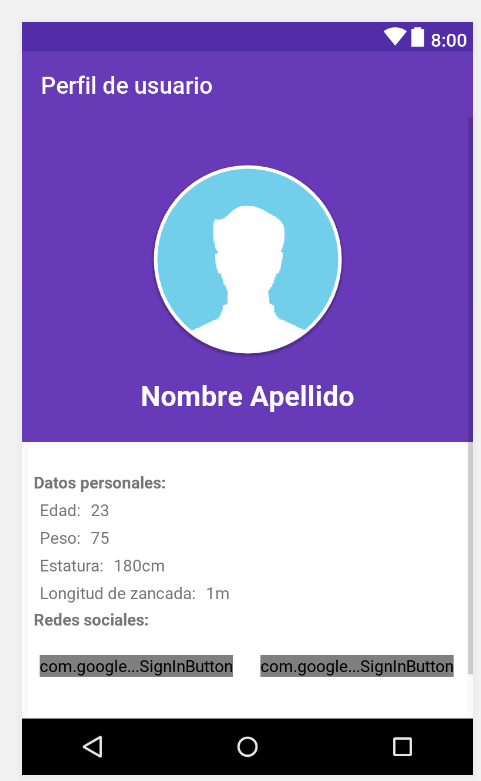 8:00
Perfil de usuario
Nombre Apellido
Datos personales:
Edad: 23
Peso: 75
Estatura: 180cm
Longitud de zancada: 1m
Redes sociales:
com.google...SignInButton com.google...SignInButton